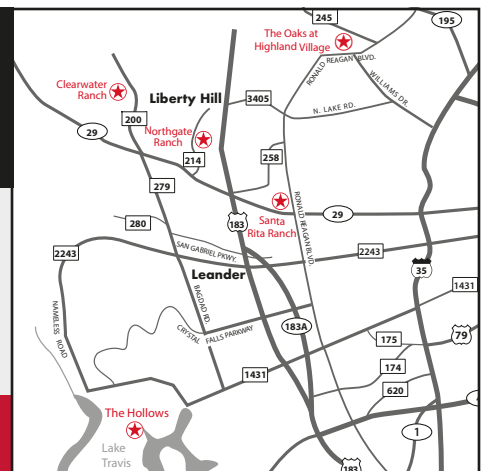 245
195
The Oaks at
Highland Village
RONALD REAGAN BLVD.
WILLIAMS DR.
Clearwater
Ranch
Liberty Hill
3405
N. LAKE RD.
200
29
Northgate
Ranch
214
258
279
RONALD REAGAN BLVD.
Santa
Rita Ranch
29
280
183
SAN GABRIEL PKWY.
2243
2243
Leander
35
BAGDAD RD.
1431
NAMELESS ROAD
CRYSTAL FALLS PARKWAY
183A
175
79
174
1431
620
The Hollows
1
Lake
Travis
183